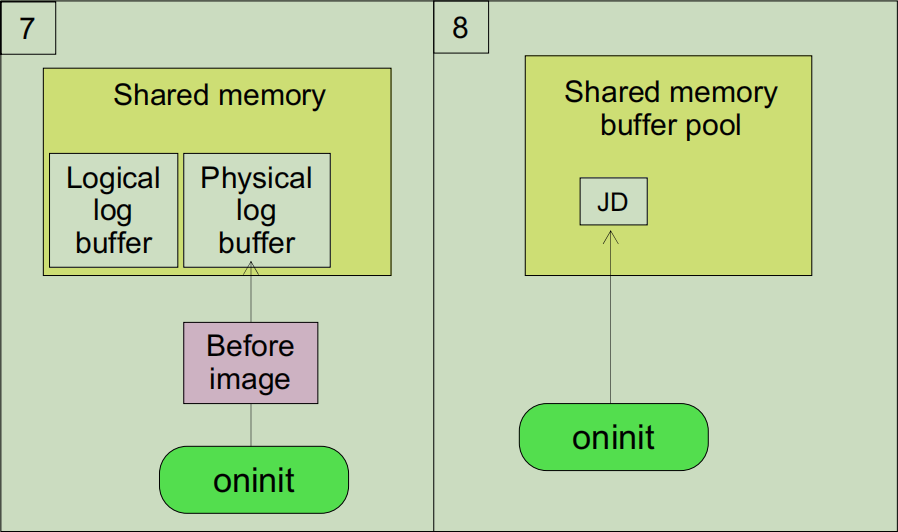 7
Shared memory
Logical
log
buffer
Physical
log
buffer
Before
image
oninit
8
Shared memory
buffer pool
JD
oninit